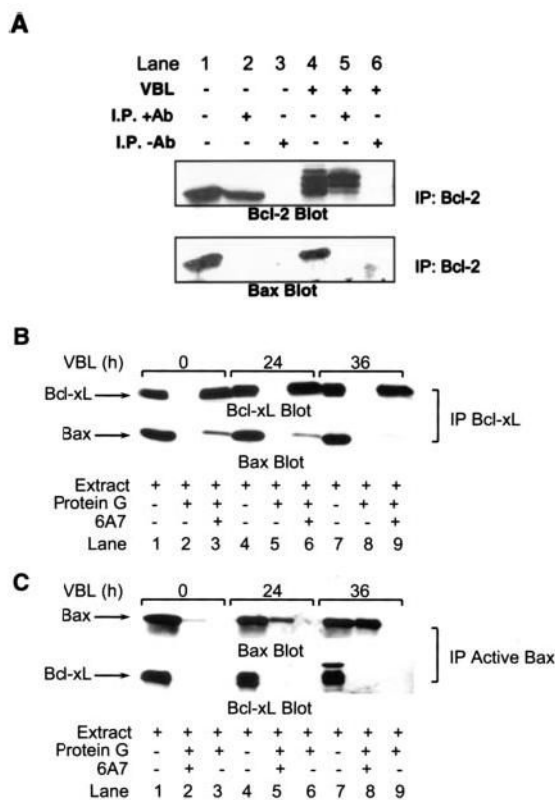 A
Lane 1 2 3 4 5 6
VBL - - - + + +
I.P. +Ab - + - - + -
I.P. -Ab - - + - - +
IP: Bcl-2
Bcl-2 Blot
IP: Bcl-2
Bax Blot
B
VBL (h) 0 24 36
Bcl-xL
Bcl-xL Blot
IP Bcl-xL
Bax
Bax Blot
Extract + + + + + + + + +
Protein G - + + - + + - + +
6A7 - - + - - + - - +
Lane 1 2 3 4 5 6 7 8 9
C
VBL (h) 0 24 36
Bax
Bax Blot
IP Active Bax
Bcl-xL
Bcl-xL Blot
Extract + + + + + + + + +
Protein G - + + - + + - + +
6A7 - + - - + - - + -
Lane 1 2 3 4 5 6 7 8 9